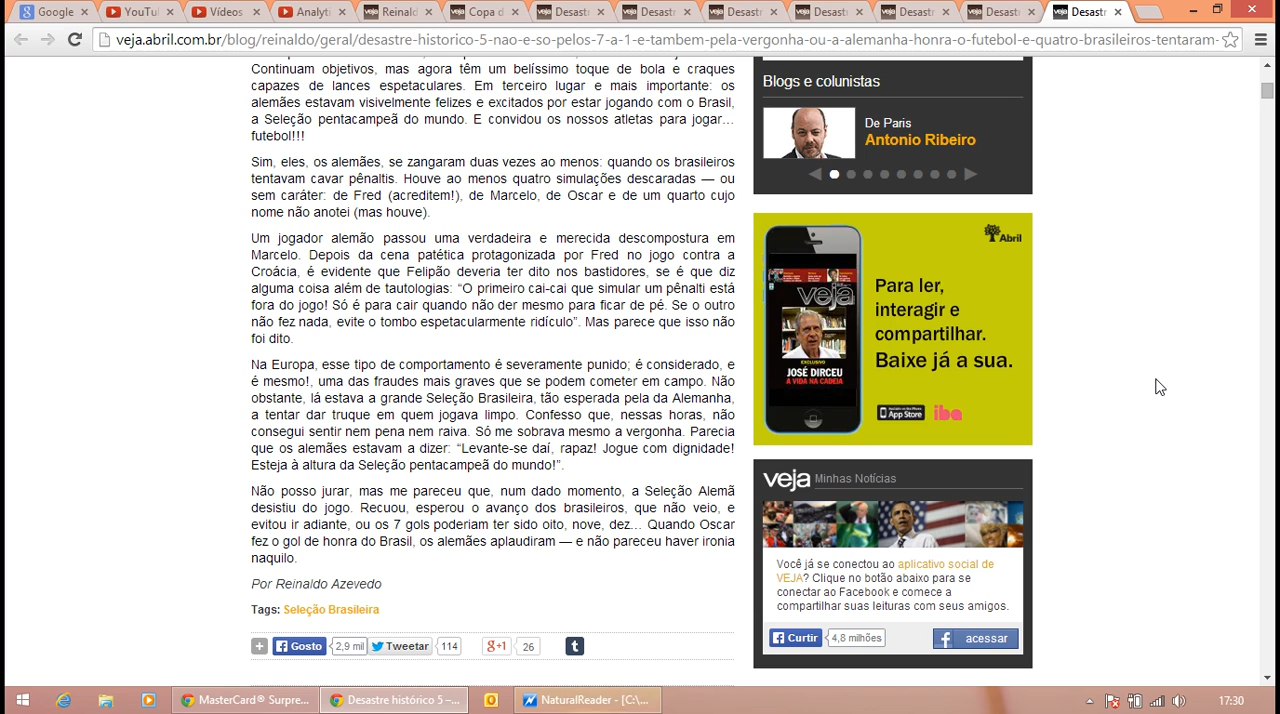 Google
YouTu
Vídeos
Analyti
Reinald
Copa d
Desastr
Desastr
Desastr
Desastr
Desastr
Desastr
Desastr
veja.abril.com.br/blog/reinaldo/geral/desastre-historico-5-nao-e-so-pelos-7-a-1-e-tambem-pela-vergonha-ou-a-alemanha-honra-o-futebol-e-quatro-brasileiros-tentaram-
Continuam objetivos, mas agora têm um belíssimo toque de bola e craques
capazes de lances espetaculares. Em terceiro lugar e mais importante: os
alemães estavam visivelmente felizes e excitados por estar jogando com o Brasil,
a Seleção pentacampeã do mundo. E convidou os nossos atletas para jogar…
futebol!!!
Sim, eles, os alemães, se zangaram duas vezes ao menos: quando os brasileiros
tentavam cavar pênaltis. Houve ao menos quatro simulações descaradas — ou
sem caráter: de Fred (acreditem!), de Marcelo, de Oscar e de um quarto cujo
nome não anotei (mas houve).
Um jogador alemão passou uma verdadeira e merecida descompostura em
Marcelo. Depois da cena patética protagonizada por Fred no jogo contra a
Croácia, é evidente que Felipão deveria ter dito nos bastidores, se é que diz
alguma coisa além de tautologias: “O primeiro cai-cai que simular um pênalti está
fora do jogo! Só é para cair quando não der mesmo para ficar de pé. Se o outro
não fez nada, evite o tombo espetacularmente ridículo”. Mas parece que isso não
foi dito.
Na Europa, esse tipo de comportamento é severamente punido; é considerado, e
é mesmo!, uma das fraudes mais graves que se podem cometer em campo. Não
obstante, lá estava a grande Seleção Brasileira, tão esperada pela da Alemanha,
a tentar dar truque em quem jogava limpo. Confesso que, nessas horas, não
consegui sentir nem pena nem raiva. Só me sobrava mesmo a vergonha. Parecia
que os alemães estavam a dizer: “Levante-se daí, rapaz! Jogue com dignidade!
Esteja à altura da Seleção pentacampeã do mundo!”.
Não posso jurar, mas me pareceu que, num dado momento, a Seleção Alemã
desistiu do jogo. Recuou, esperou o avanço dos brasileiros, que não veio, e
evitou ir adiante, ou os 7 gols poderiam ter sido oito, nove, dez… Quando Oscar
fez o gol de honra do Brasil, os alemães aplaudiram — e não pareceu haver ironia
naquilo.
Por Reinaldo Azevedo
Tags: Seleção Brasileira
Gosto
2,9 mil
Tweetar
114
+1
26
Blogs e colunistas
De Paris
Antonio Ribeiro
Abril
veja
EXCLUSIVO
JOSÉ DIRCEU
A VIDA NA CADEIA
Para ler,
interagir e
compartilhar.
Baixe já a sua.
App Store
iba
veja Minhas Notícias
Você já se conectou ao aplicativo social de
VEJA? Clique no botão abaixo para se
conectar ao Facebook e comece a
compartilhar suas leituras com seus amigos.
Curtir
4,8 milhões
acessar
MasterCard® Surpre...
Desastre histórico 5 –...
NaturalReader - [C:\...
17:30